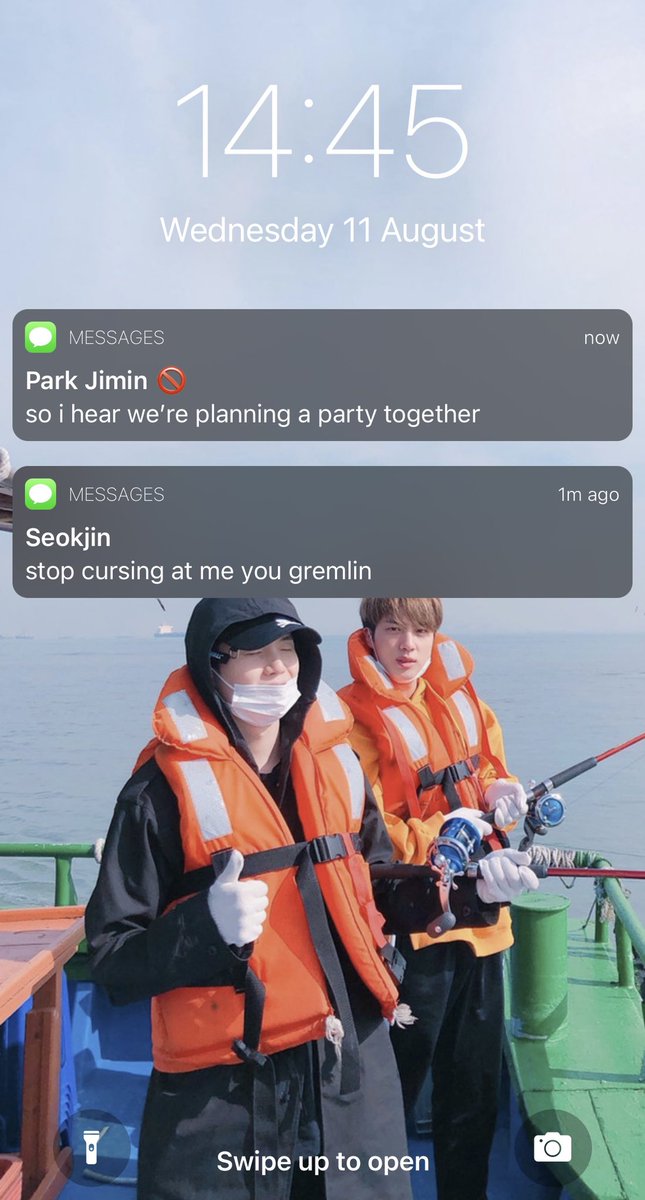 14:45
Wednesday 11 August
MESSAGES now
Park Jimin 🚫
so i hear we’re planning a party together
MESSAGES 1m ago
Seokjin
stop cursing at me you gremlin
Swipe up to open